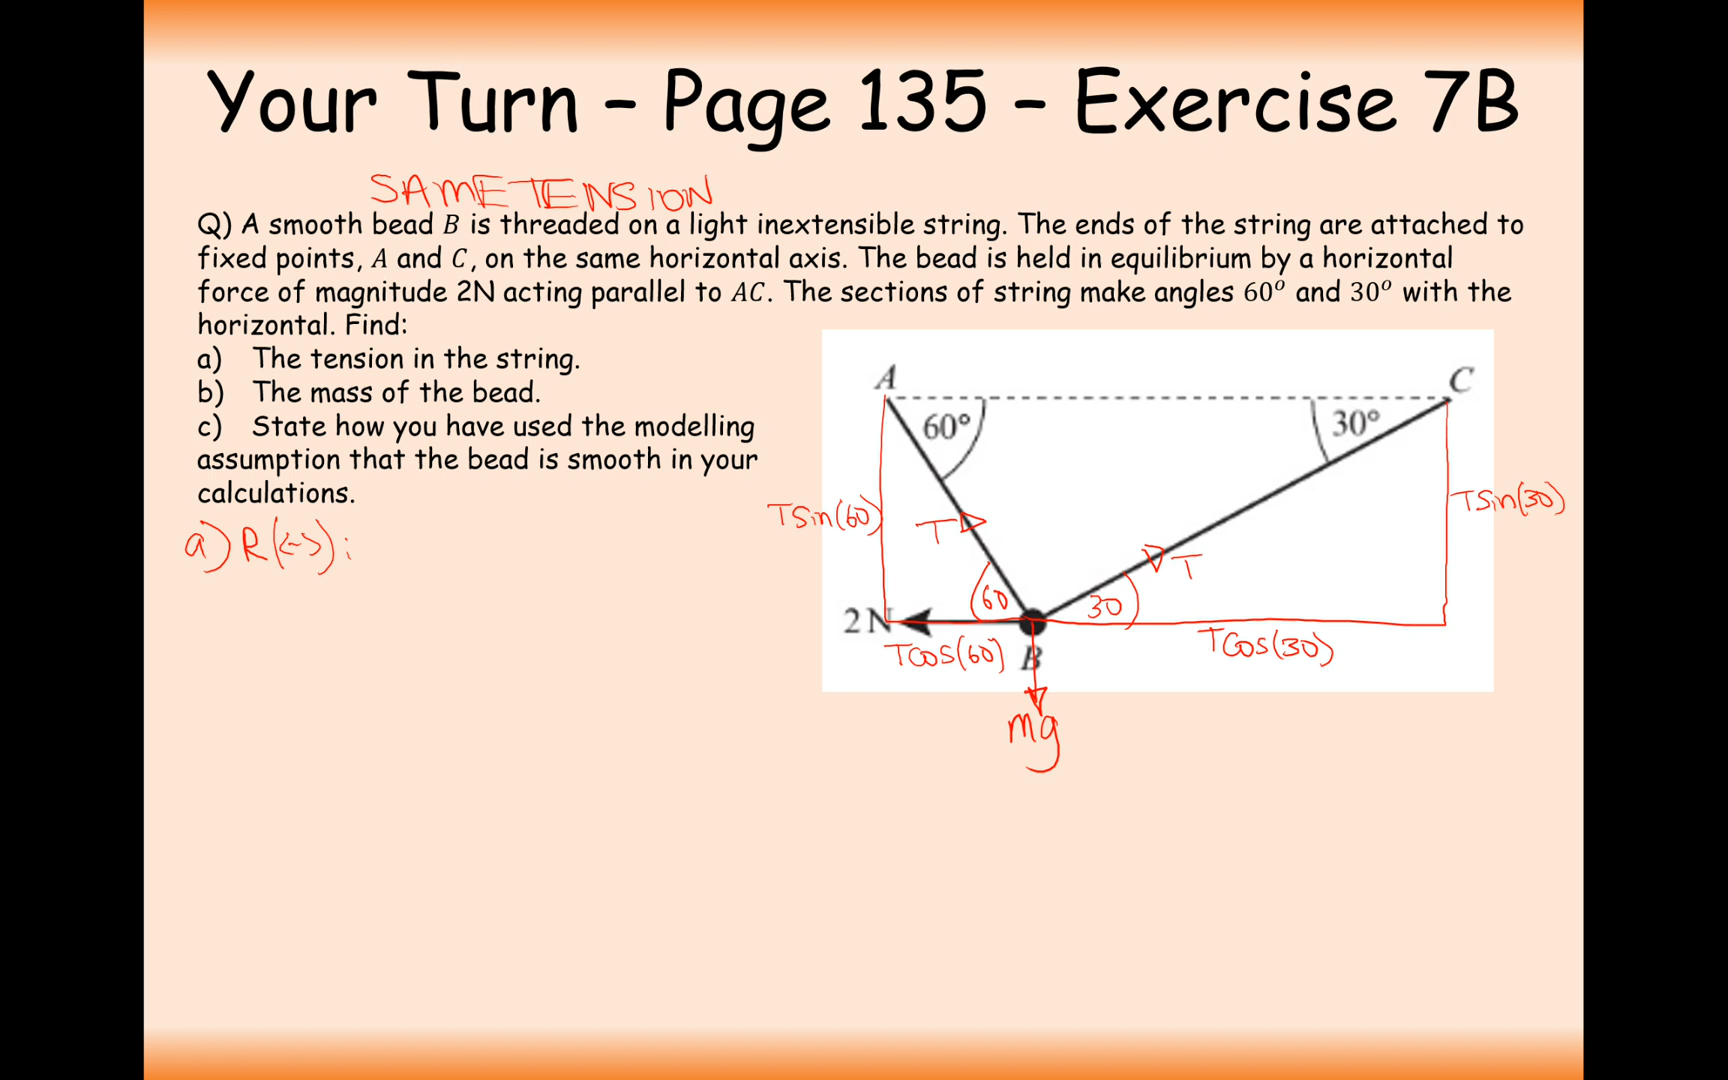 Your Turn – Page 135 – Exercise 7B
SAME TENSION
Q) A smooth bead B is threaded on a light inextensible string. The ends of the string are attached to
fixed points, A and C, on the same horizontal axis. The bead is held in equilibrium by a horizontal
force of magnitude 2N acting parallel to AC. The sections of string make angles 60° and 30° with the
horizontal. Find:
a) The tension in the string.
b) The mass of the bead.
c) State how you have used the modelling
assumption that the bead is smooth in your
calculations.
a) R(↔):
A
C
60°
30°
TSin(60)
T
T
TSin(30)
60
30
2N
TCos(60)
B
TCos(30)
mg